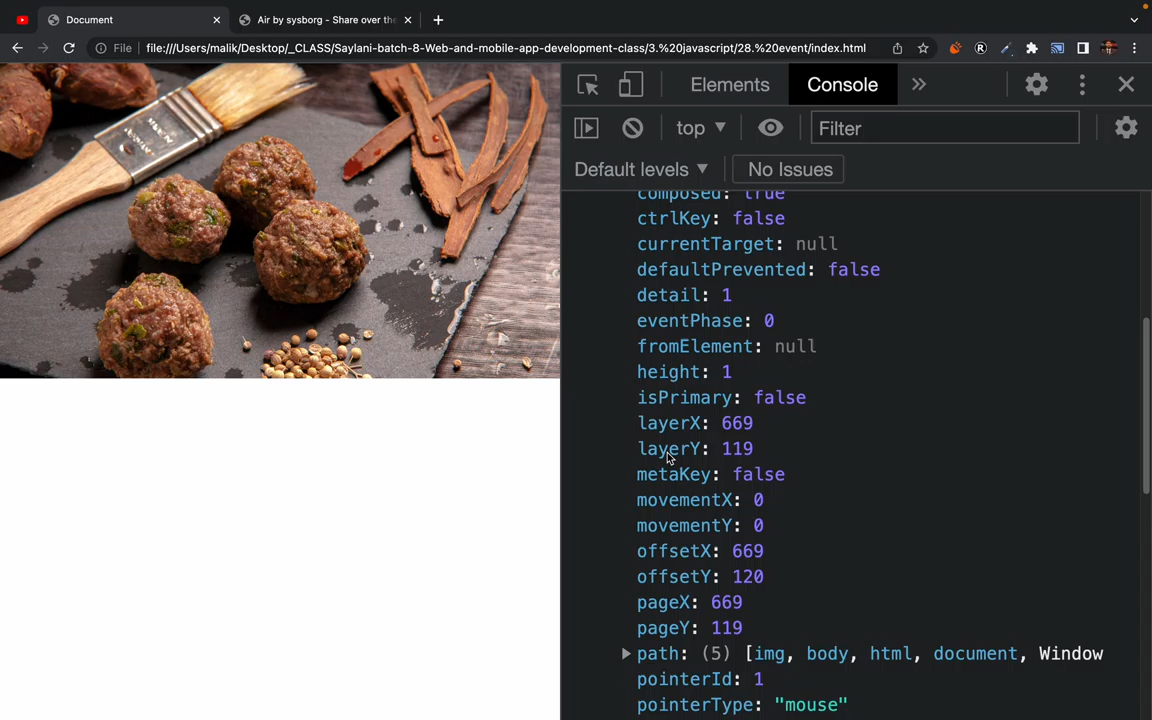 Document
Air by sysborg - Share over the
File file:///Users/malik/Desktop/_CLASS/Saylani-batch-8-Web-and-mobile-app-development-class/3.%20javascript/28.%20event/index.html
Elements Console
top Filter
Default levels No Issues
composed: true
ctrlKey: false
currentTarget: null
defaultPrevented: false
detail: 1
eventPhase: 0
fromElement: null
height: 1
isPrimary: false
layerX: 669
layerY: 119
metaKey: false
movementX: 0
movementY: 0
offsetX: 669
offsetY: 120
pageX: 669
pageY: 119
path: (5) [img, body, html, document, Window
pointerId: 1
pointerType: "mouse"